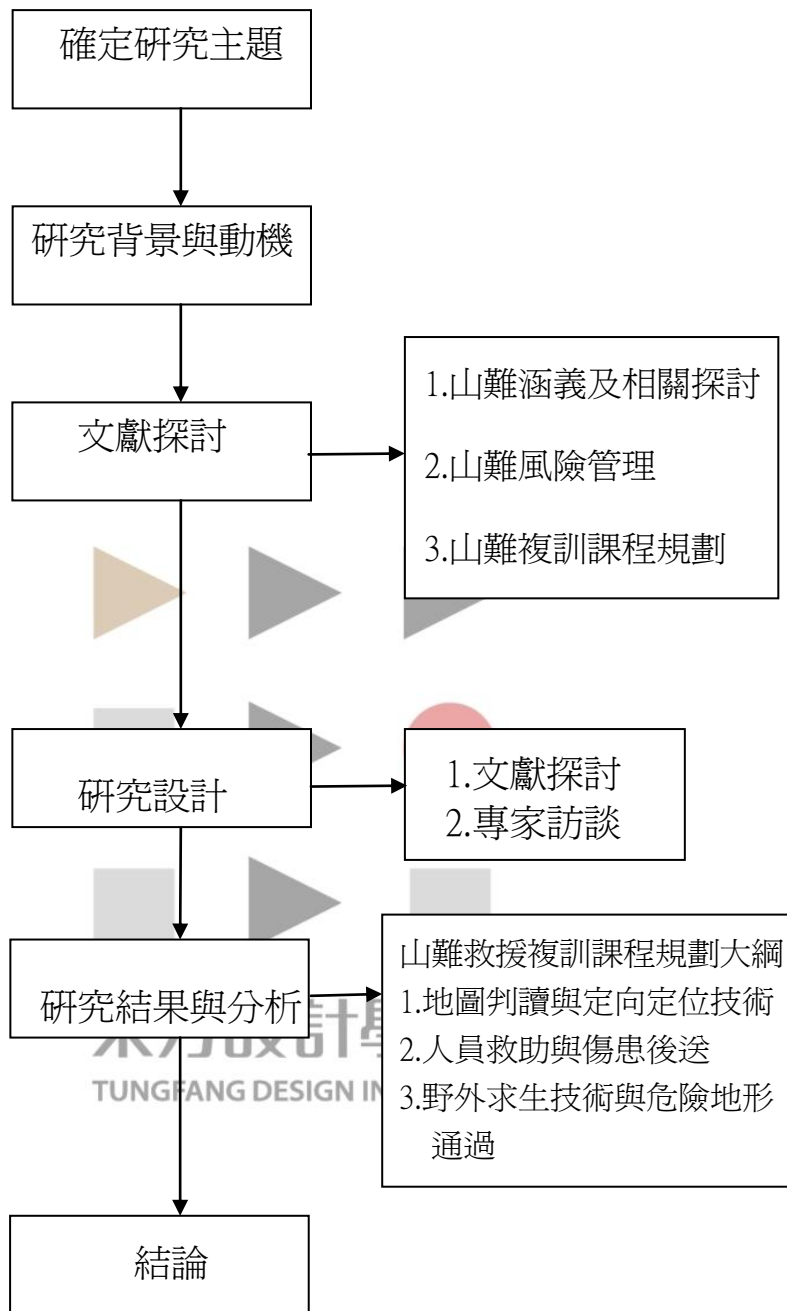 確定研究主題
研究背景與動機
文獻探討
1.山難涵義及相關探討
2.山難風險管理
3.山難複訓課程規劃
研究設計
1.文獻探討
2.專家訪談
研究結果與分析
山難救援複訓課程規劃大綱
1.地圖判讀與定向定位技術
2.人員救助與傷患後送
3.野外求生技術與危險地形
通過
TUNGFANG DESIGN IN
結論